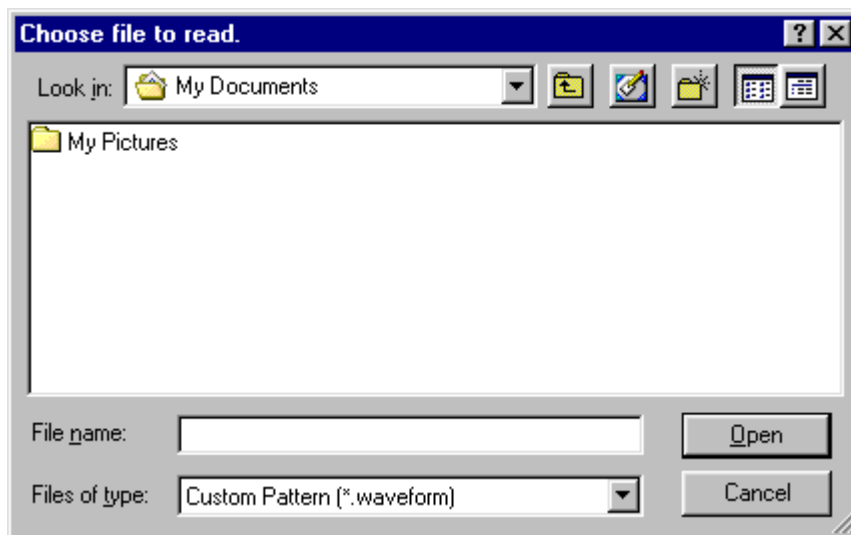 Choose file to read.
Look in: My Documents
My Pictures
File name:
Open
Files of type: Custom Pattern (*.waveform)
Cancel